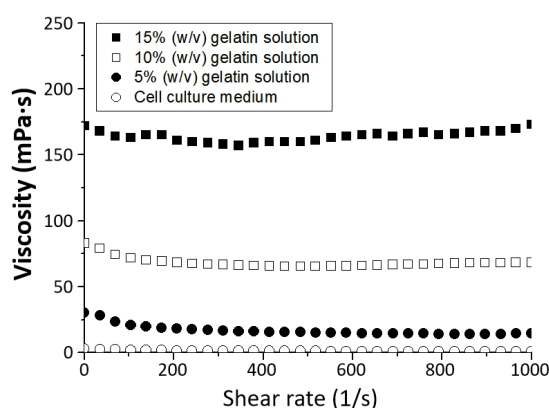 250
200
150
100
50
0
Viscosity (mPa·s)
15% (w/v) gelatin solution
10% (w/v) gelatin solution
5% (w/v) gelatin solution
Cell culture medium
0 200 400 600 800 1000
Shear rate (1/s)